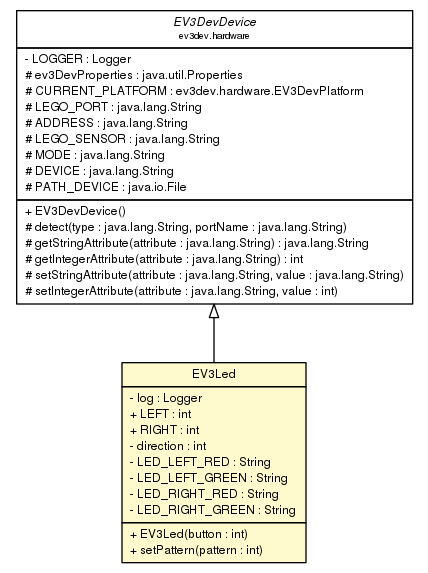 EV3DevDevice
ev3dev.hardware
- LOGGER : Logger
# ev3DevProperties : java.util.Properties
# CURRENT_PLATFORM : ev3dev.hardware.EV3DevPlatform
# LEGO_PORT : java.lang.String
# ADDRESS : java.lang.String
# LEGO_SENSOR : java.lang.String
# MODE : java.lang.String
# DEVICE : java.lang.String
# PATH_DEVICE : java.io.File
+ EV3DevDevice()
# detect(type : java.lang.String, portName : java.lang.String)
# getStringAttribute(attribute : java.lang.String) : java.lang.String
# getIntegerAttribute(attribute : java.lang.String) : int
# setStringAttribute(attribute : java.lang.String, value : java.lang.String)
# setIntegerAttribute(attribute : java.lang.String, value : int)
EV3Led
- log : Logger
+ LEFT : int
+ RIGHT : int
- direction : int
- LED_LEFT_RED : String
- LED_LEFT_GREEN : String
- LED_RIGHT_RED : String
- LED_RIGHT_GREEN : String
+ EV3Led(button : int)
+ setPattern(pattern : int)